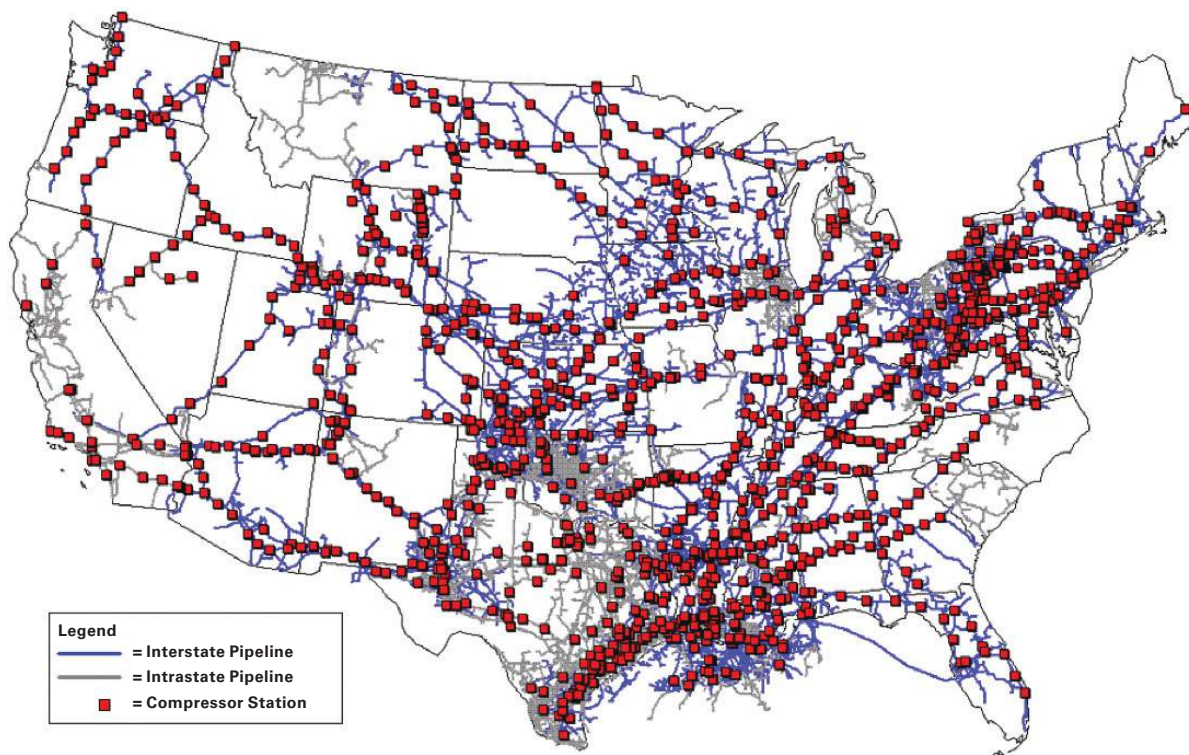 Legend
= Interstate Pipeline
= Intrastate Pipeline
= Compressor Station